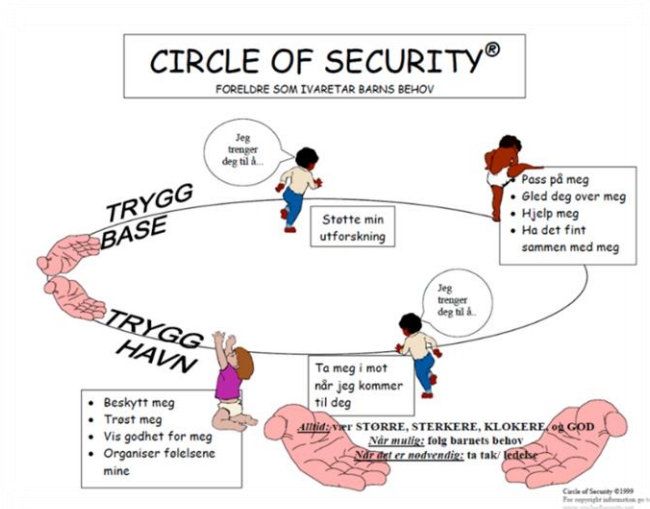 CIRCLE OF SECURITY®
FORELDRE SOM IVARETAR BARNS BEHOV
Jeg
trenger
deg til å...
TRYGG
BASE
Støtte min
utforskning
• Pass på meg
• Gled deg over meg
• Hjelp meg
• Ha det fint
sammen med meg
Jeg
trenger
deg til å..
TRYGG
HAVN
Ta meg i mot
når jeg kommer
til deg
• Beskytt meg
• Trøst meg
• Vis godhet for meg
• Organiser følelsene
mine
Alltid: vær STØRRE, STERKERE, KLOKERE, og GOD
Når mulig: følg barnets behov
Når det er nødvendig: ta tak/ ledelse
Circle of Security ©1999
For copyright information go t